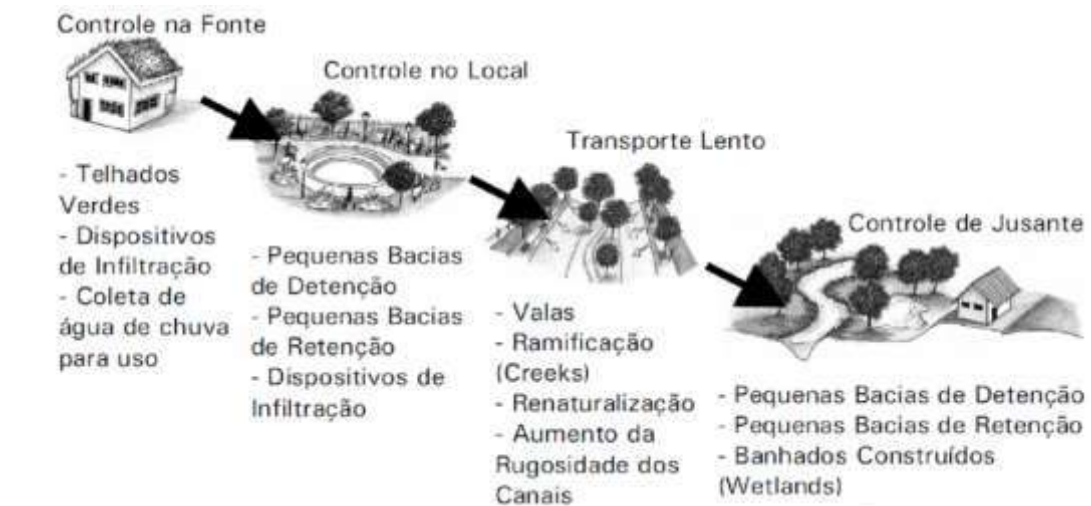 Controle na Fonte
- Telhados
Verdes
- Dispositivos
de Infiltração
- Coleta de
água de chuva
para uso
Controle no Local
- Pequenas Bacias
de Detenção
- Pequenas Bacias
de Retenção
- Dispositivos de
Infiltração
Transporte Lento
- Valas
- Ramificação
(Creeks)
- Renaturalização
- Aumento da
Rugosidade dos
Canais
Controle de Jusante
- Pequenas Bacias de Detenção
- Pequenas Bacias de Retenção
- Banhados Construídos
(Wetlands)